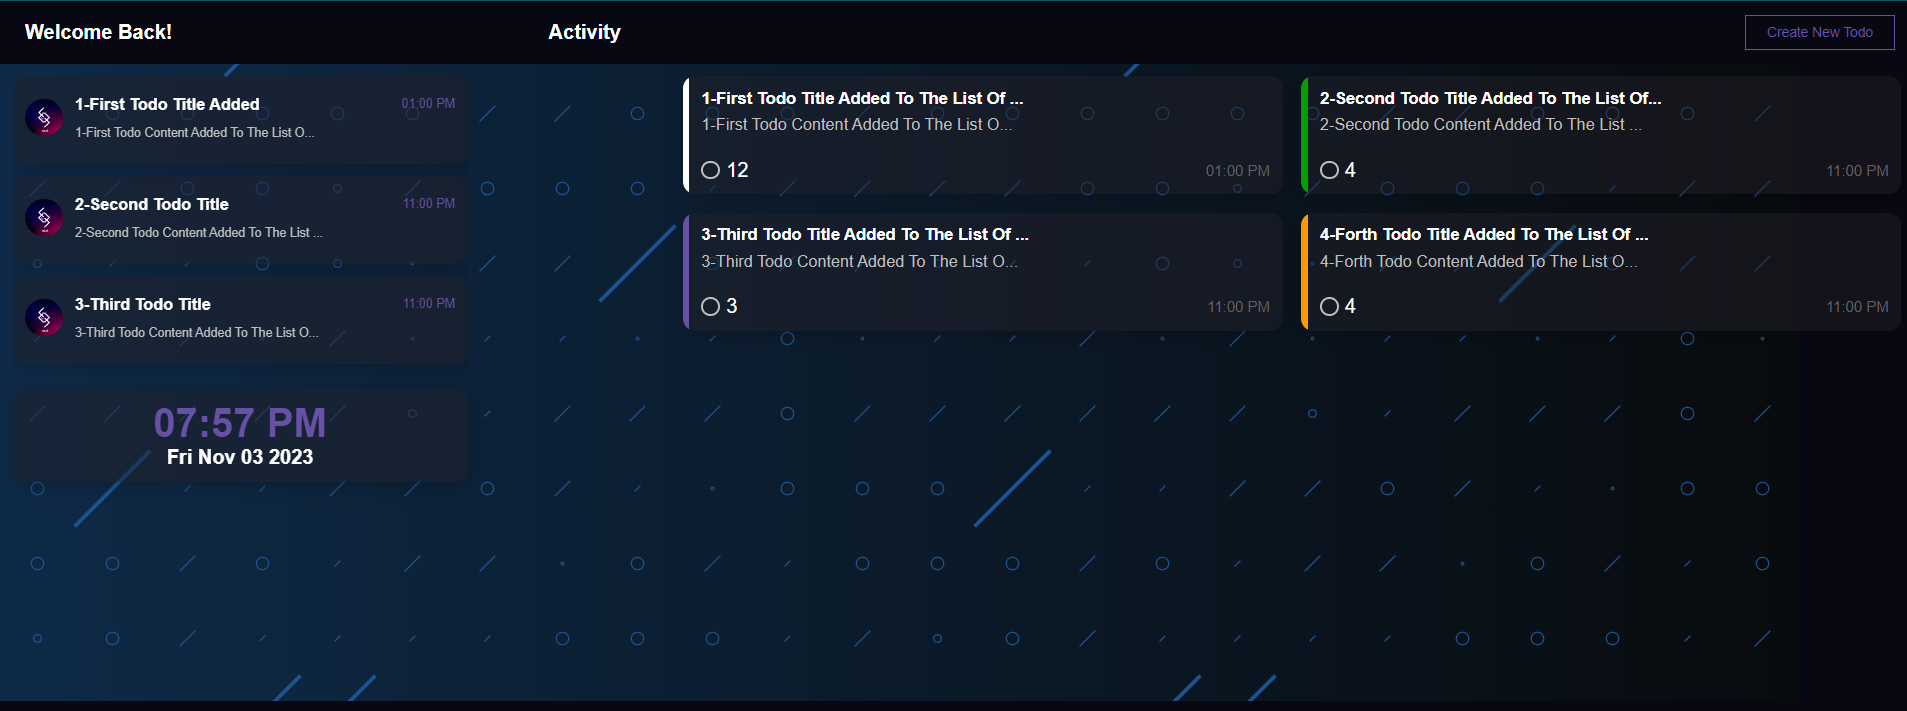 Welcome Back!
Activity
Create New Todo
1-First Todo Title Added
01:00 PM
1-First Todo Content Added To The List O...
2-Second Todo Title
11:00 PM
2-Second Todo Content Added To The List ...
3-Third Todo Title
11:00 PM
3-Third Todo Content Added To The List O...
07:57 PM
Fri Nov 03 2023
1-First Todo Title Added To The List Of ...
1-First Todo Content Added To The List O...
12
01:00 PM
2-Second Todo Title Added To The List Of...
2-Second Todo Content Added To The List ...
4
11:00 PM
3-Third Todo Title Added To The List Of ...
3-Third Todo Content Added To The List O...
3
11:00 PM
4-Forth Todo Title Added To The List Of ...
4-Forth Todo Content Added To The List O...
4
11:00 PM